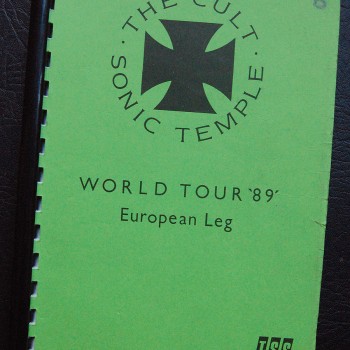 · THE CULT ·
SONIC TEMPLE
WORLD TOUR '89'
European Leg